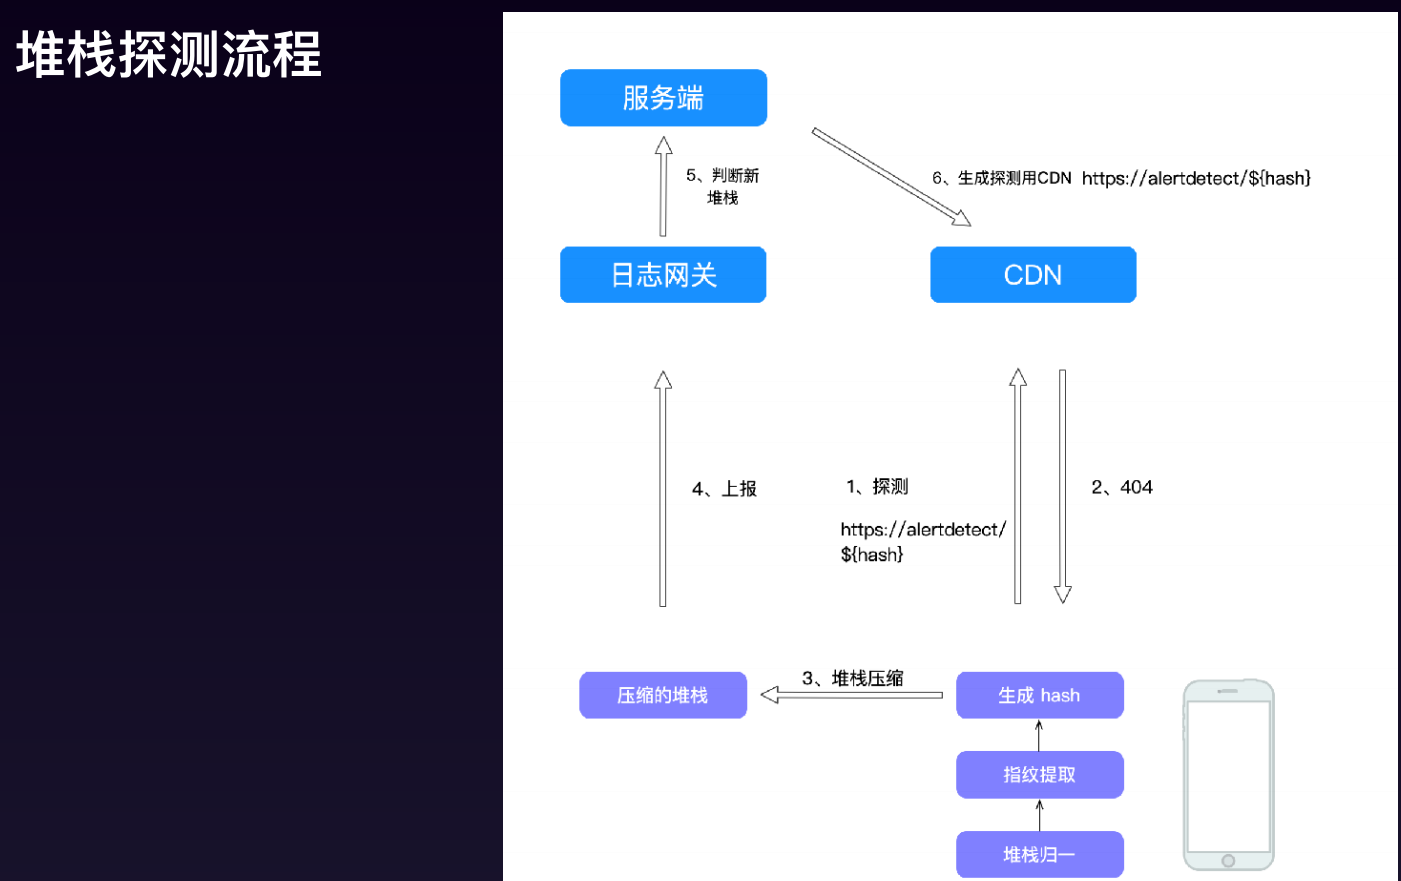 堆栈探测流程
服务端
5、判断新
堆栈
6、生成探测用CDN https://alertdetect/${hash}
日志网关
CDN
4、上报
1、探测
https://alertdetect/
${hash}
2、404
压缩的堆栈
3、堆栈压缩
生成 hash
指纹提取
堆栈归一